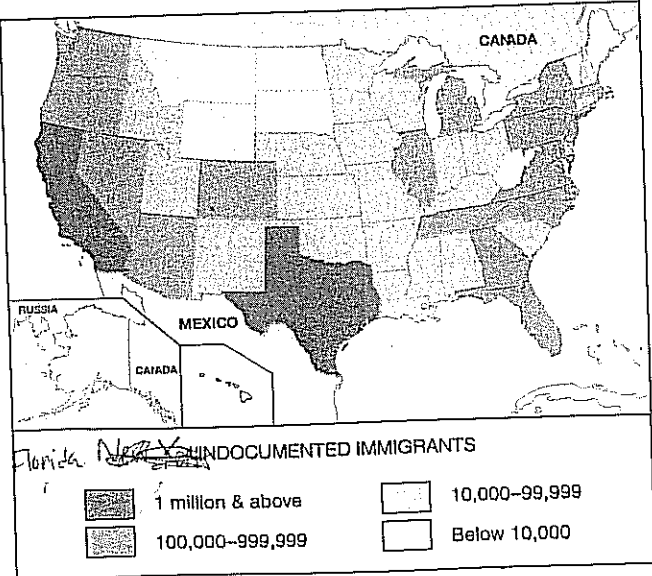 CANADA
RUSSIA
MEXICO
CANADA
Florida
UNDOCUMENTED IMMIGRANTS
1 million & above
10,000–99,999
100,000–999,999
Below 10,000